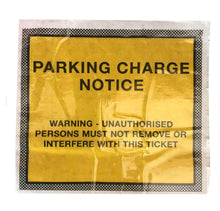 PARKING CHARGE
NOTICE
WARNING - UNAUTHORISED
PERSONS MUST NOT REMOVE OR
INTERFERE WITH THIS TICKET